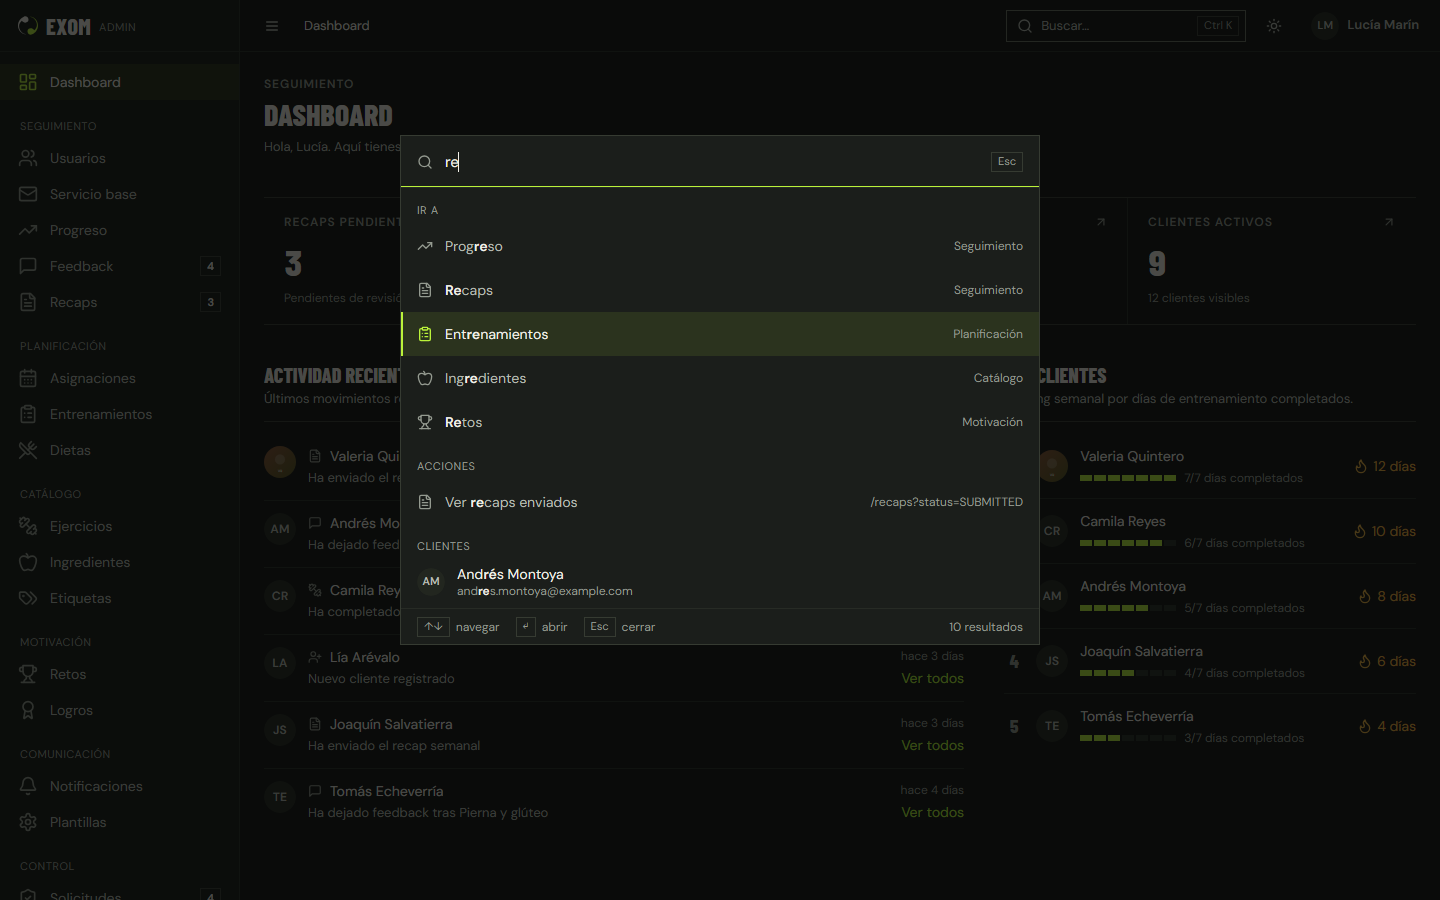 EXOM ADMIN
Dashboard
Buscar...
Ctrl K
LM
Lucía Marín
Dashboard
SEGUIMIENTO
Usuarios
Servicio base
Progreso
Feedback 4
Recaps 3
PLANIFICACIÓN
Asignaciones
Entrenamientos
Dietas
CATÁLOGO
Ejercicios
Ingredientes
Etiquetas
MOTIVACIÓN
Retos
Logros
COMUNICACIÓN
Notificaciones
Plantillas
CONTROL
Solicitudes 4
SEGUIMIENTO
DASHBOARD
Hola, Lucía. Aquí tienes
RECAPS PENDIENT
3
Pendientes de revisió
CLIENTES ACTIVOS
9
12 clientes visibles
re
Esc
IR A
Progreso Seguimiento
Recaps Seguimiento
Entrenamientos Planificación
Ingredientes Catálogo
Retos Motivación
ACCIONES
Ver recaps enviados /recaps?status=SUBMITTED
CLIENTES
AM Andrés Montoya
andres.montoya@example.com
↑↓ navegar ↵ abrir Esc cerrar 10 resultados
ACTIVIDAD RECIENT
Últimos movimientos r
Valeria Qui
Ha enviado el re
AM Andrés Mo
Ha dejado feed
CR Camila Rey
Ha completado
LA Lía Arévalo hace 3 días
Nuevo cliente registrado Ver todos
JS Joaquín Salvatierra hace 3 días
Ha enviado el recap semanal Ver todos
TE Tomás Echeverría hace 4 días
Ha dejado feedback tras Pierna y glúteo Ver todos
CLIENTES
ng semanal por días de entrenamiento completados.
Valeria Quintero
7/7 días completados 12 días
CR Camila Reyes
6/7 días completados 10 días
AM Andrés Montoya
5/7 días completados 8 días
4 JS Joaquín Salvatierra
4/7 días completados 6 días
5 TE Tomás Echeverría
3/7 días completados 4 días